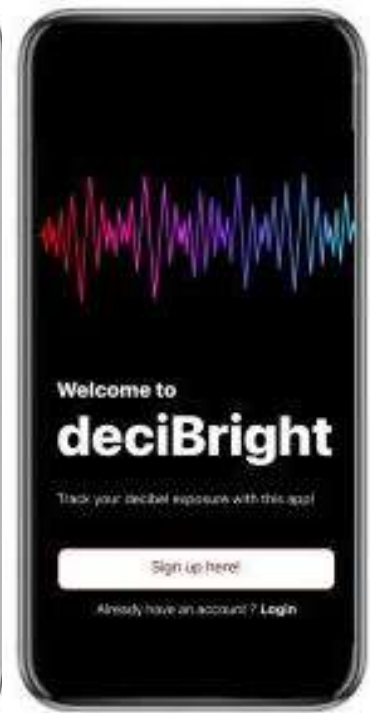 Welcome to
deciBright
Track your decibel exposure with this app!
Sign up here!
Already have an account ? Login